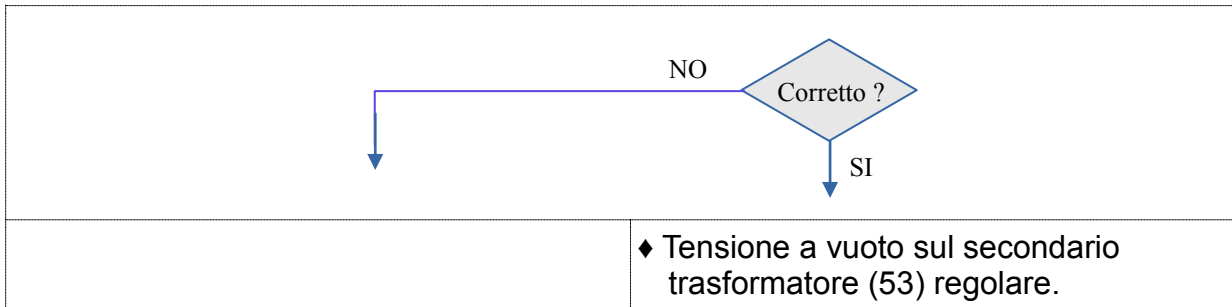 NO
Corretto ?
SI
♦ Tensione a vuoto sul secondario
trasformatore (53) regolare.